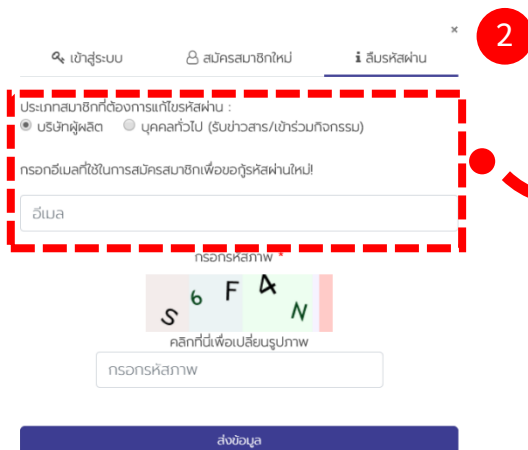 ×
2
เข้าสู่ระบบ สมัครสมาชิกใหม่ ลืมรหัสผ่าน
ประเภทสมาชิกที่ต้องการแก้ไขรหัสผ่าน :
บริษัทผู้ผลิต บุคคลทั่วไป (รับข่าวสาร/เข้าร่วมกิจกรรม)
กรอกอีเมลที่ใช้ในการสมัครสมาชิกเพื่อขอกู้รหัสผ่านใหม่!
อีเมล
กรอกรหัสภาพ *
S 6 F 4 N
คลิกที่นี่เพื่อเปลี่ยนรูปภาพ
กรอกรหัสภาพ
ส่งข้อมูล